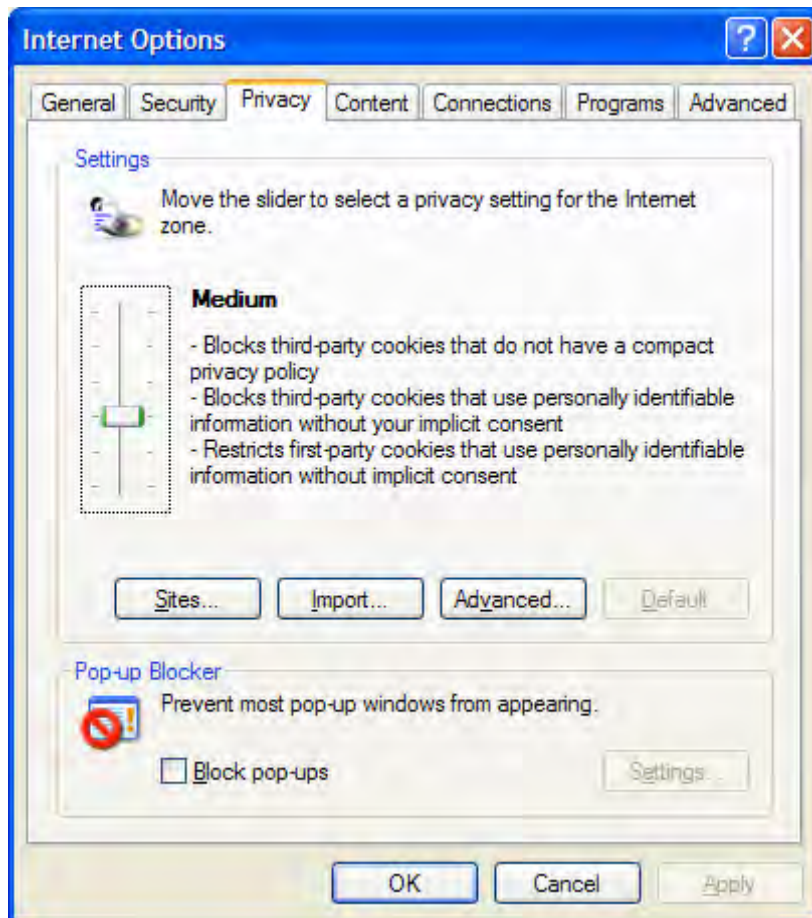 Internet Options
?
General Security Privacy Content Connections Programs Advanced
Settings
Move the slider to select a privacy setting for the Internet
zone.
Medium
- Blocks third-party cookies that do not have a compact
privacy policy
- Blocks third-party cookies that use personally identifiable
information without your implicit consent
- Restricts first-party cookies that use personally identifiable
information without implicit consent
Sites... Import... Advanced... Default
Pop-up Blocker
Prevent most pop-up windows from appearing.
Block pop-ups Settings...
OK Cancel Apply